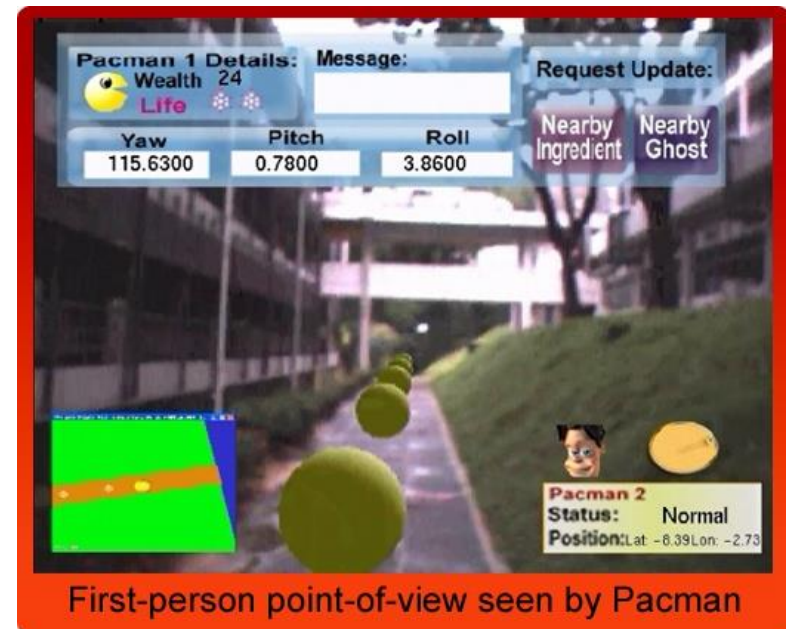 Pacman 1 Details:
Wealth 24
Life
Message:
Request Update:
Nearby
Ingredient
Nearby
Ghost
Yaw
115.6300
Pitch
0.7800
Roll
3.8600
Pacman 2
Status: Normal
Position:Lat: -8.39Lon: -2.73
First-person point-of-view seen by Pacman